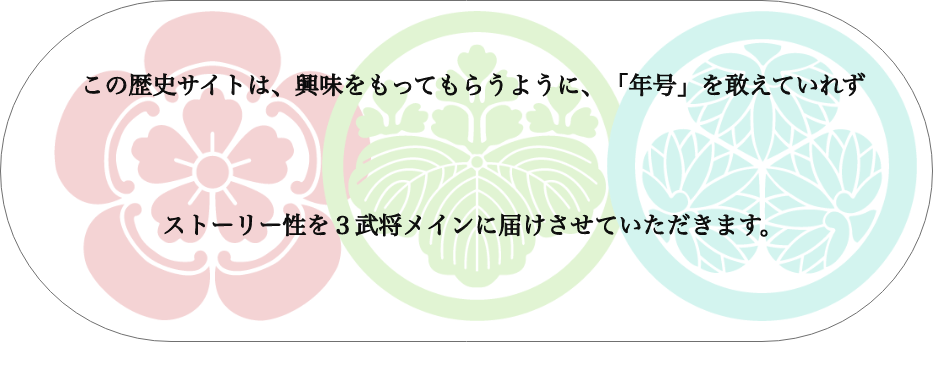 この歴史サイトは、興味をもってもらうように、「年号」を敢えていれず
ストーリー性を３武将メインに届けさせていただきます。